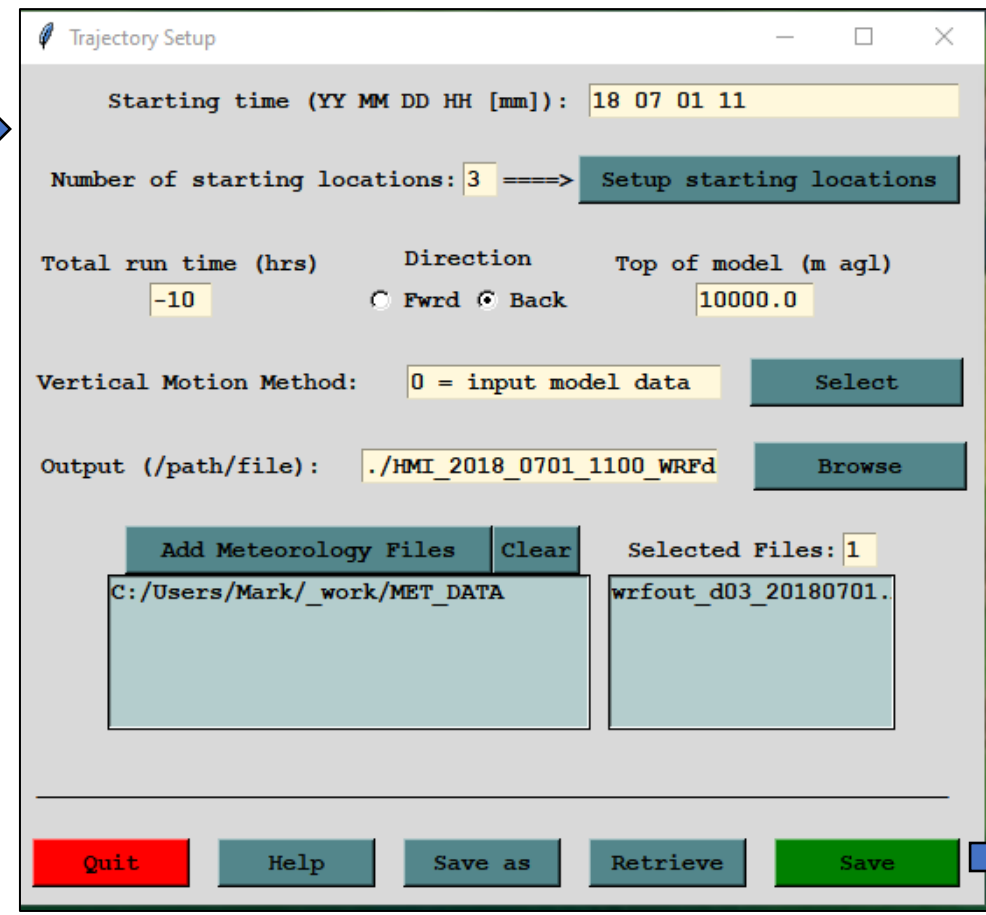 Trajectory Setup
Starting time (YY MM DD HH [mm]): 18 07 01 11
Number of starting locations: 3 ====> Setup starting locations
Total run time (hrs) Direction Top of model (m agl)
-10 Fwrd Back 10000.0
Vertical Motion Method: 0 = input model data Select
Output (/path/file): ./HMI_2018_0701_1100_WRFd Browse
Add Meteorology Files Clear Selected Files: 1
C:/Users/Mark/_work/MET_DATA wrfout_d03_20180701.
Quit Help Save as Retrieve Save